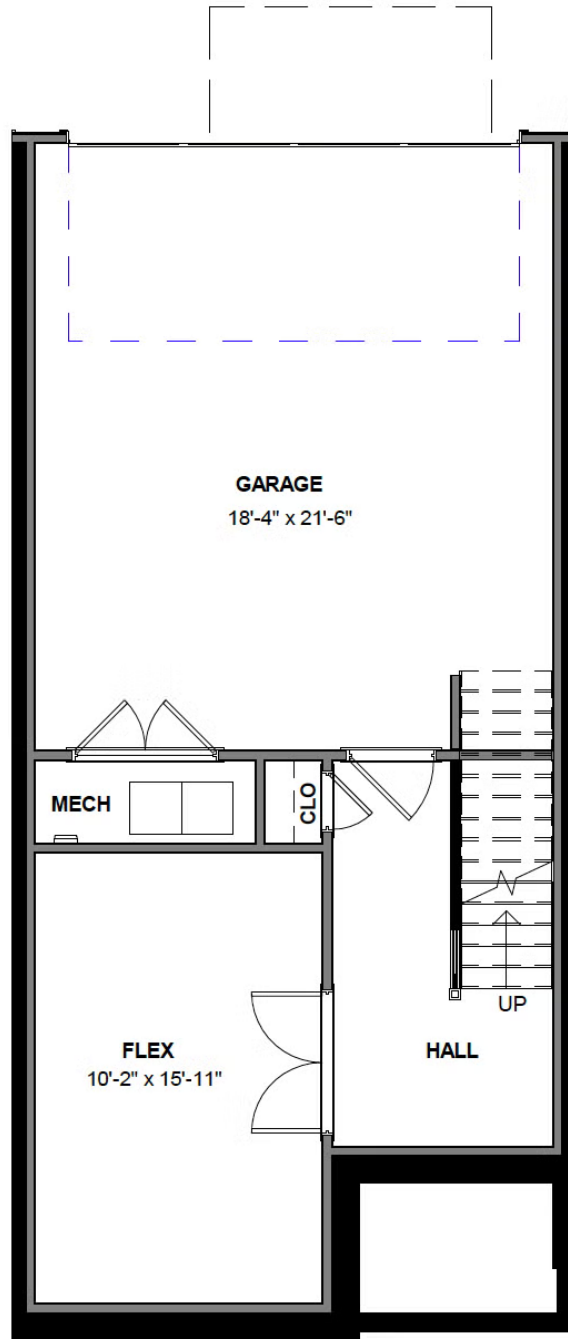 GARAGE
18'-4" x 21'-6"
MECH
CLO
UP
FLEX
10'-2" x 15'-11"
HALL